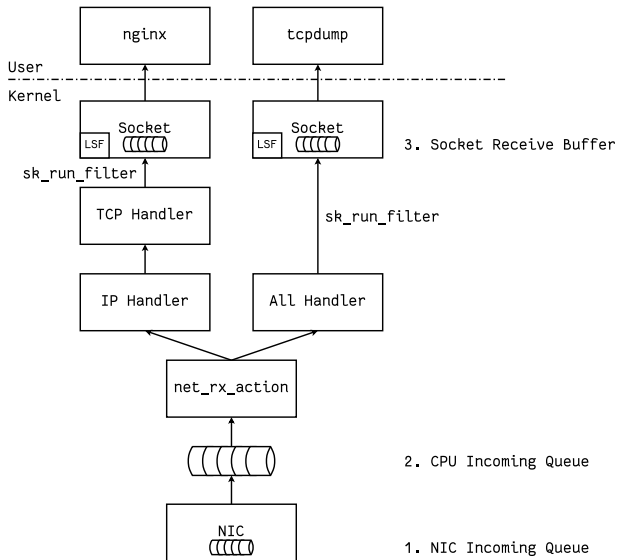 nginx
tcpdump
User
Kernel
Socket
LSF
Socket
LSF
3. Socket Receive Buffer
sk_run_filter
TCP Handler
sk_run_filter
IP Handler
All Handler
net_rx_action
2. CPU Incoming Queue
NIC
1. NIC Incoming Queue